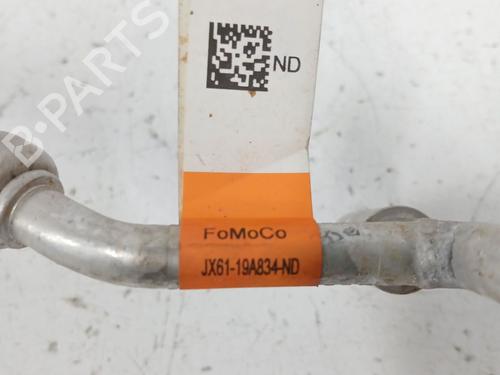 ND
FoMoCo
JX61-19A834-ND
B-PARTS